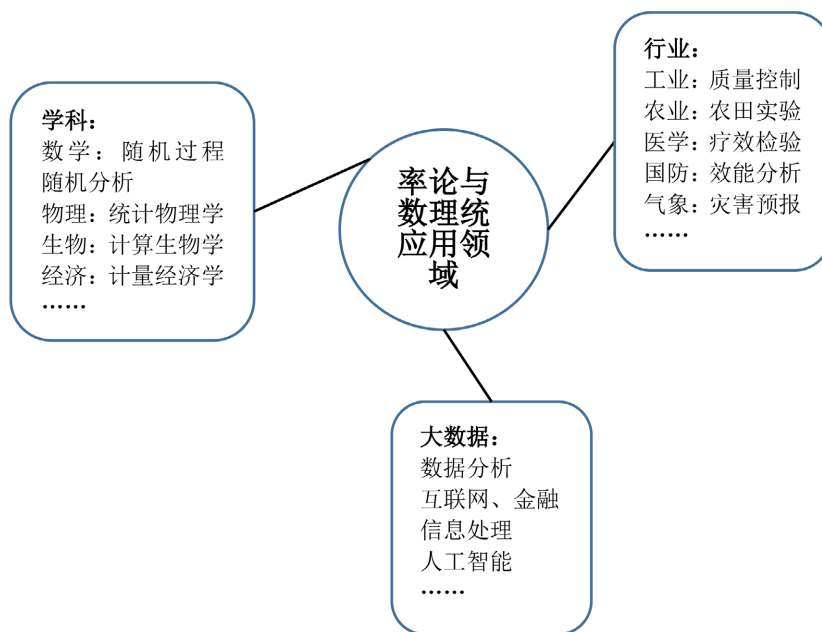 学科：
数学：随机过程
随机分析
物理：统计物理学
生物：计算生物学
经济：计量经济学
……
率论与
数理统
应用领
域
行业：
工业：质量控制
农业：农田实验
医学：疗效检验
国防：效能分析
气象：灾害预报
……
大数据：
数据分析
互联网、金融
信息处理
人工智能
……